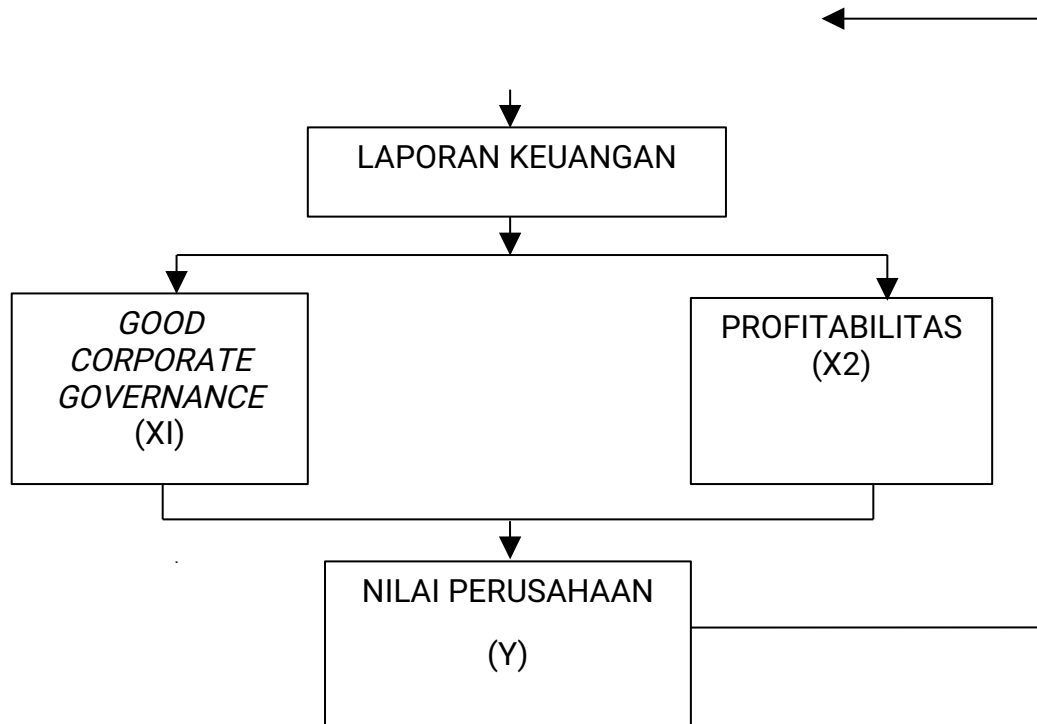 LAPORAN KEUANGAN
GOOD
CORPORATE
GOVERNANCE
(XI)
PROFITABILITAS
(X2)
NILAI PERUSAHAAN
(Y)